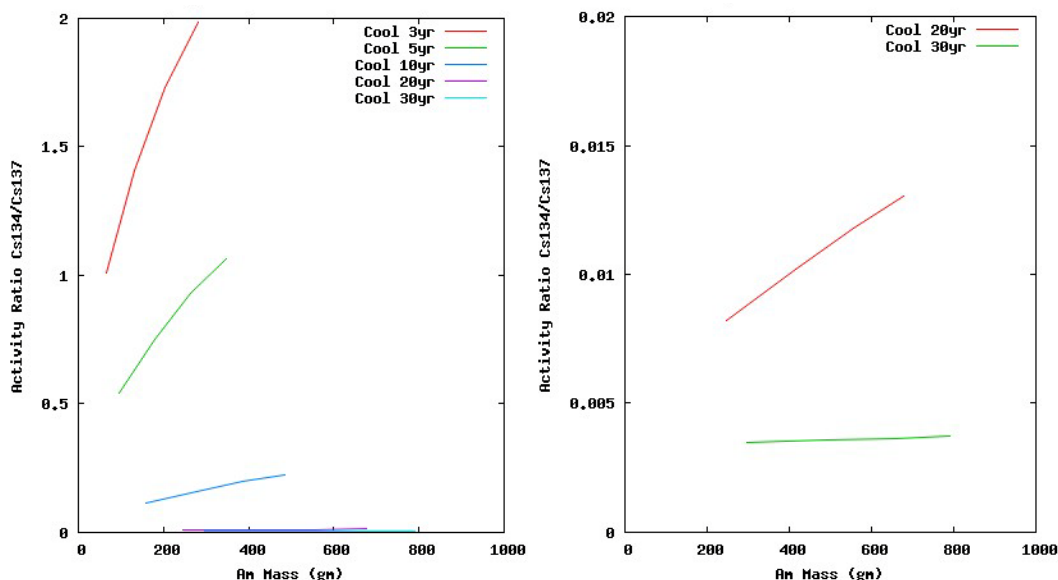 2
1.5
1
0.5
0
0 200 400 600 800 1000
Activity Ratio Cs134/Cs137
Am Mass (gm)
Cool 3yr
Cool 5yr
Cool 10yr
Cool 20yr
Cool 30yr
0.02
0.015
0.01
0.005
0
0 200 400 600 800 1000
Activity Ratio Cs134/Cs137
Am Mass (gm)
Cool 20yr
Cool 30yr